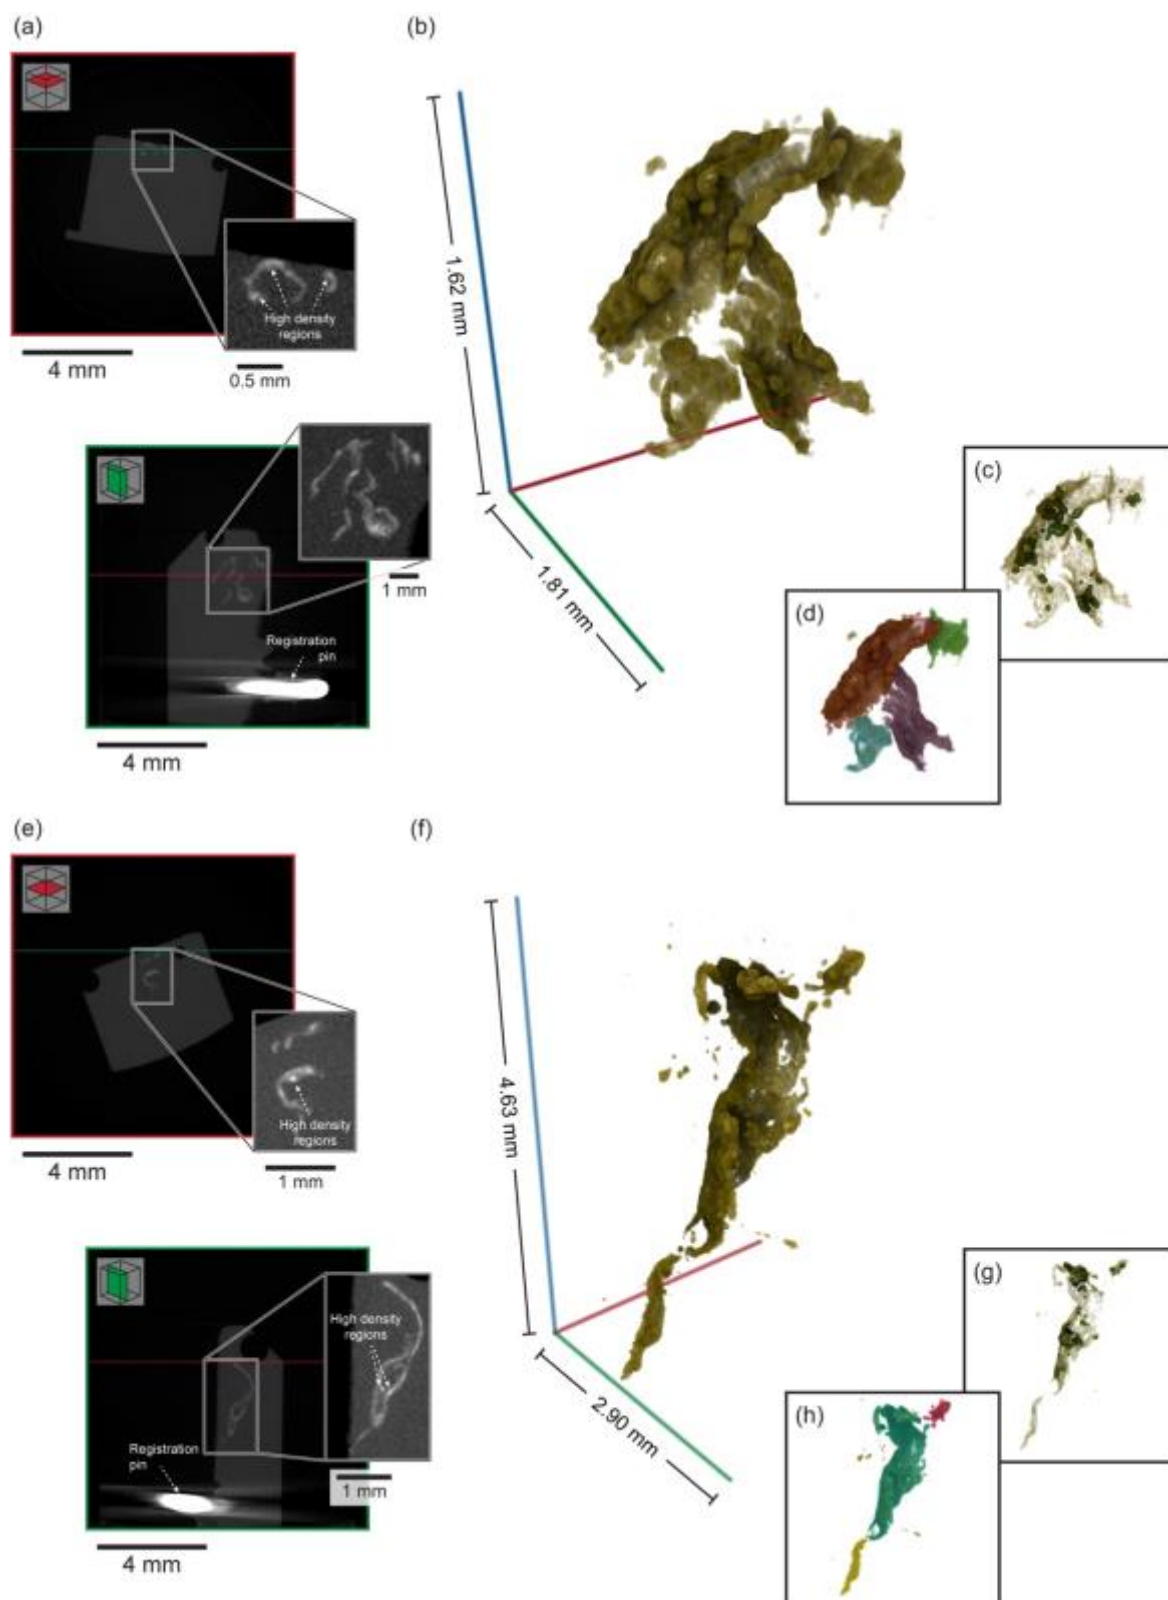 (a)
(b)
High density
regions
4 mm
0.5 mm
1.62 mm
1.81 mm
1 mm
Registration
pin
4 mm
(c)
(d)
(e)
(f)
High density
regions
4 mm
1 mm
4.63 mm
2.90 mm
High density
regions
Registration
pin
1 mm
4 mm
(g)
(h)